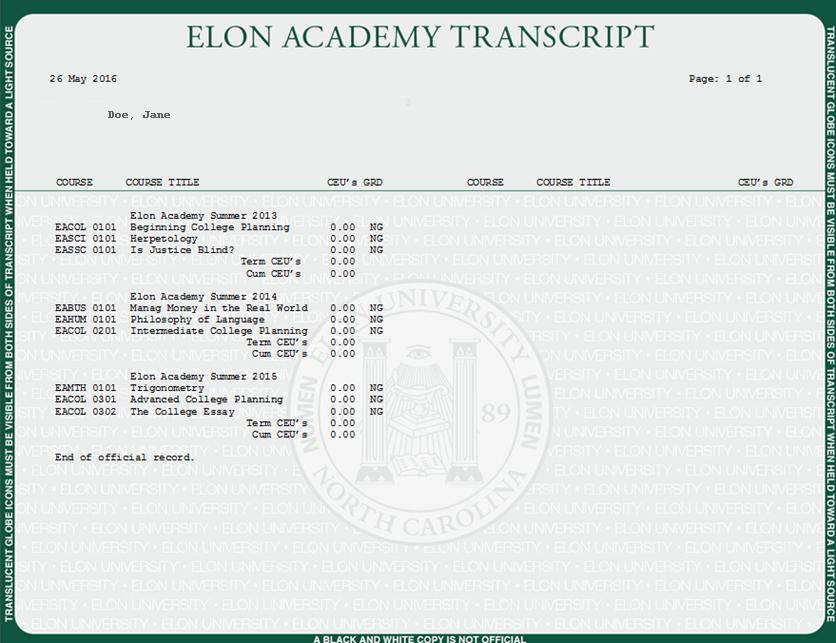 ELON ACADEMY TRANSCRIPT
26 May 2016 Page: 1 of 1
Doe, Jane
COURSE COURSE TITLE CEU's GRD COURSE COURSE TITLE CEU's GRD
Elon Academy Summer 2013
EACOL 0101 Beginning College Planning 0.00 NG
EASCI 0101 Herpetology 0.00 NG
EASSC 0101 Is Justice Blind? 0.00 NG
Term CEU's 0.00
Cum CEU's 0.00
Elon Academy Summer 2014
EABUS 0101 Manag Money in the Real World 0.00 NG
EAHUM 0101 Philosophy of Language 0.00 NG
EACOL 0201 Intermediate College Planning 0.00 NG
Term CEU's 0.00
Cum CEU's 0.00
Elon Academy Summer 2015
EAMTH 0101 Trigonometry 0.00 NG
EACOL 0301 Advanced College Planning 0.00 NG
EACOL 0302 The College Essay 0.00 NG
Term CEU's 0.00
Cum CEU's 0.00
End of official record.
ELON UNIVERSITY
NUMEN LUMEN
89
NORTH CAROLINA
TRANSLUCENT GLOBE ICONS MUST BE VISIBLE FROM BOTH SIDES OF TRANSCRIPT WHEN HELD TOWARD A LIGHT SOURCE
TRANSLUCENT GLOBE ICONS MUST BE VISIBLE FROM BOTH SIDES OF TRANSCRIPT WHEN HELD TOWARD A LIGHT SOURCE
A BLACK AND WHITE COPY IS NOT OFFICIAL